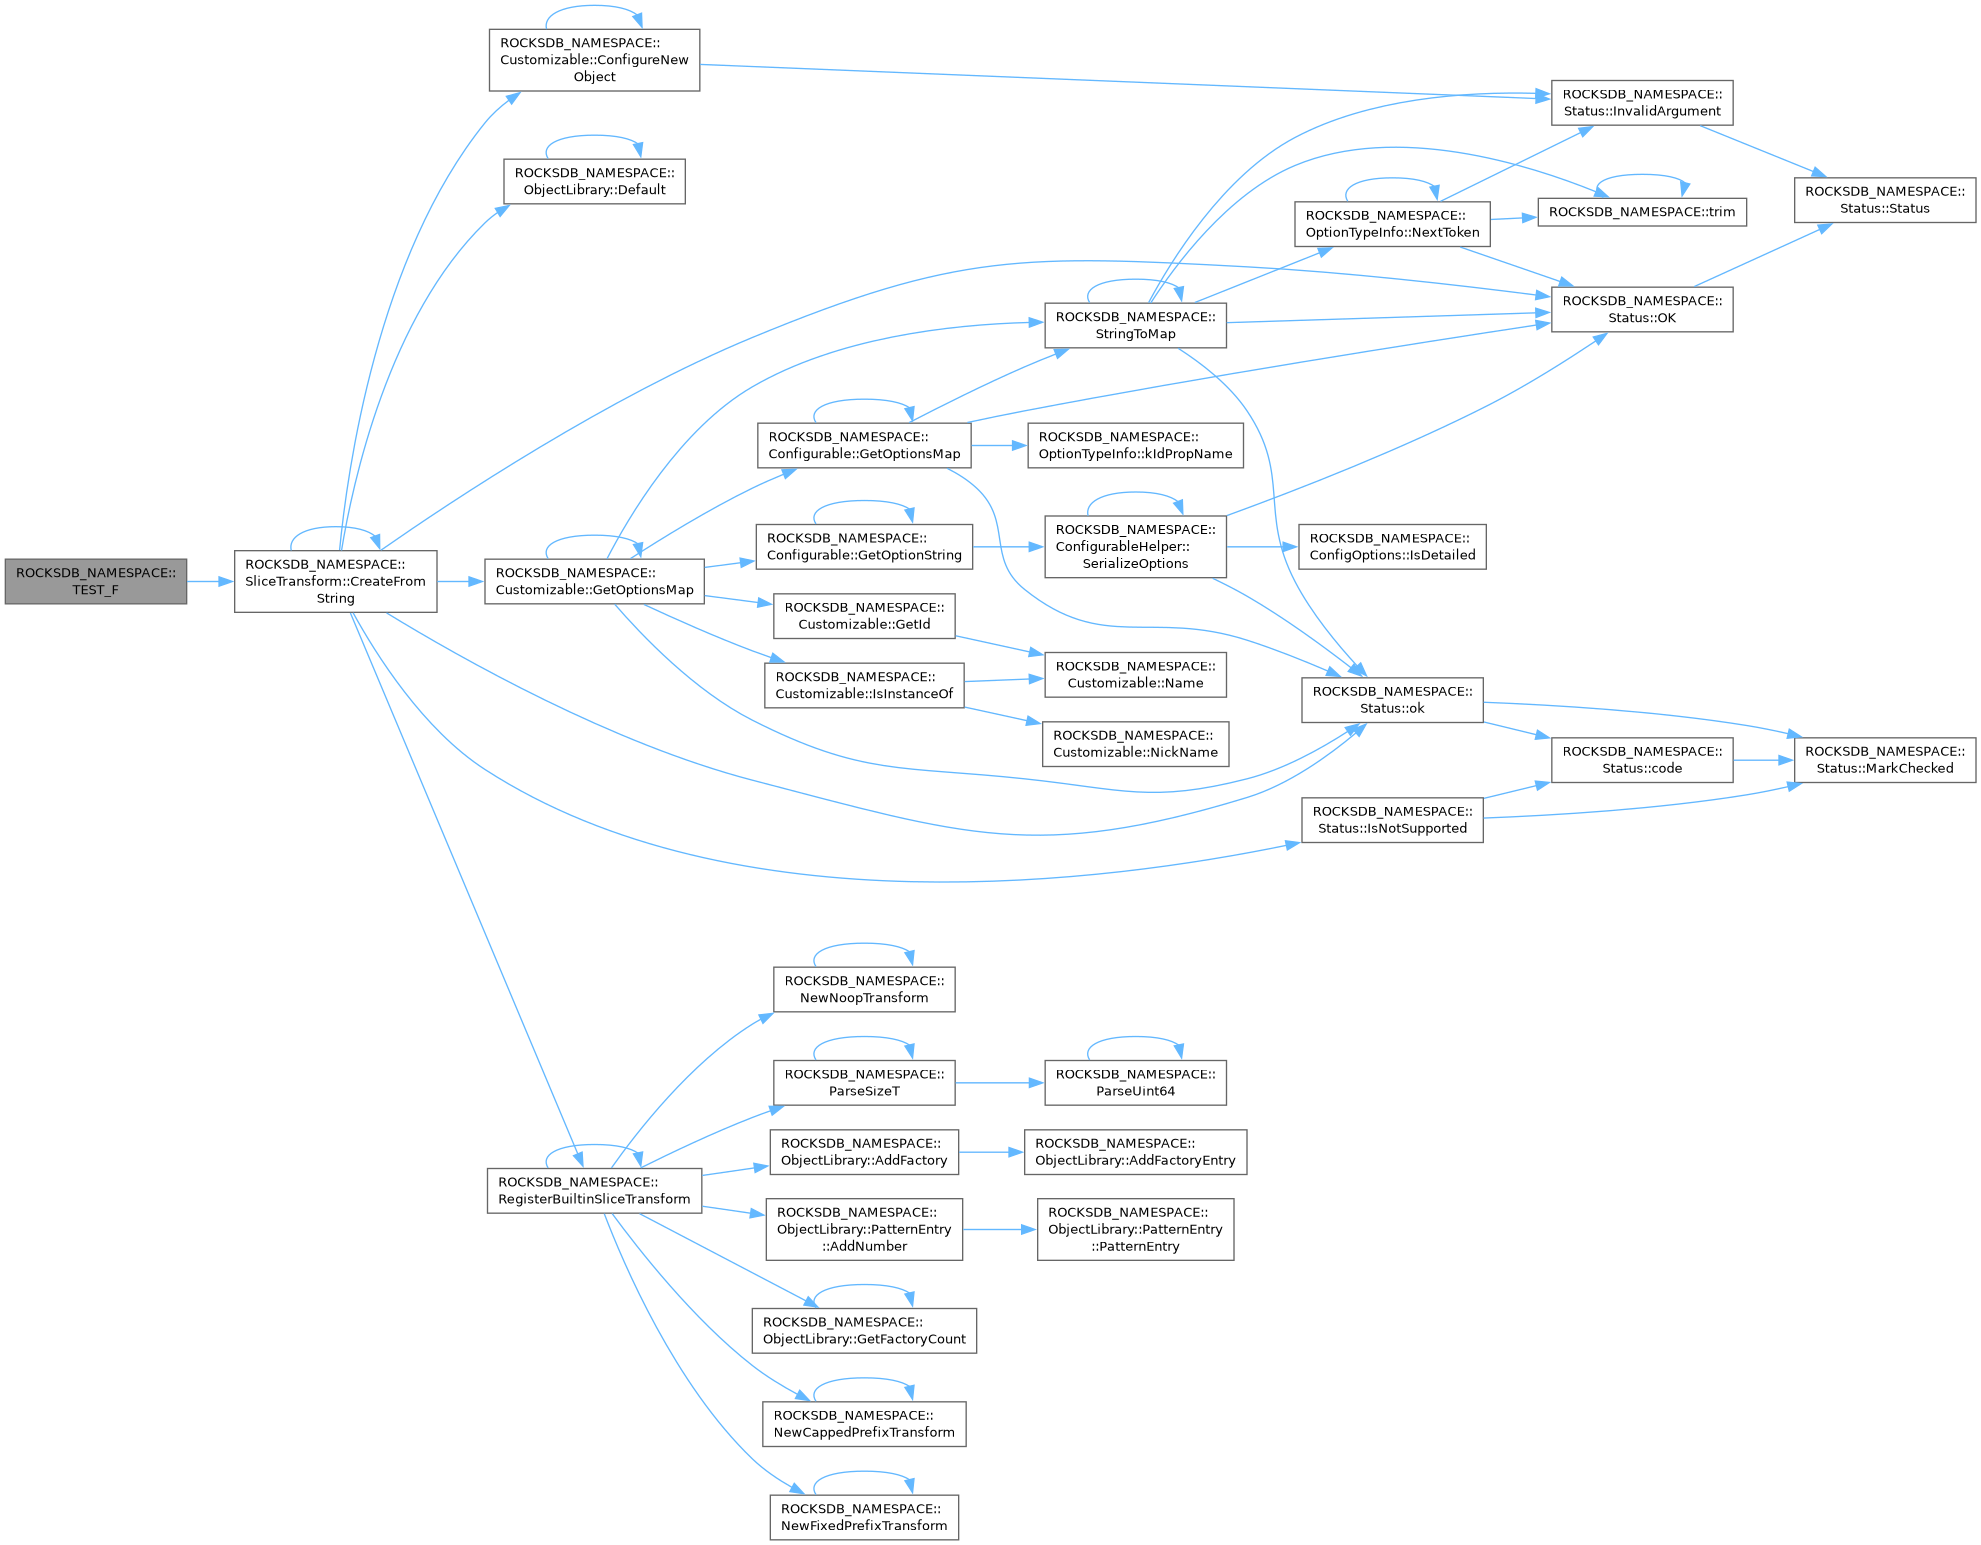 ROCKSDB_NAMESPACE::
TEST_F
ROCKSDB_NAMESPACE::
SliceTransform::CreateFrom
String
ROCKSDB_NAMESPACE::
Customizable::ConfigureNew
Object
ROCKSDB_NAMESPACE::
ObjectLibrary::Default
ROCKSDB_NAMESPACE::
Customizable::GetOptionsMap
ROCKSDB_NAMESPACE::
RegisterBuiltinSliceTransform
ROCKSDB_NAMESPACE::
Configurable::GetOptionsMap
ROCKSDB_NAMESPACE::
Configurable::GetOptionString
ROCKSDB_NAMESPACE::
Customizable::GetId
ROCKSDB_NAMESPACE::
Customizable::IsInstanceOf
ROCKSDB_NAMESPACE::
NewNoopTransform
ROCKSDB_NAMESPACE::
ParseSizeT
ROCKSDB_NAMESPACE::
ObjectLibrary::AddFactory
ROCKSDB_NAMESPACE::
ObjectLibrary::PatternEntry
::AddNumber
ROCKSDB_NAMESPACE::
ObjectLibrary::GetFactoryCount
ROCKSDB_NAMESPACE::
NewCappedPrefixTransform
ROCKSDB_NAMESPACE::
NewFixedPrefixTransform
ROCKSDB_NAMESPACE::
StringToMap
ROCKSDB_NAMESPACE::
OptionTypeInfo::kIdPropName
ROCKSDB_NAMESPACE::
ConfigurableHelper::
SerializeOptions
ROCKSDB_NAMESPACE::
Customizable::Name
ROCKSDB_NAMESPACE::
Customizable::NickName
ROCKSDB_NAMESPACE::
ParseUint64
ROCKSDB_NAMESPACE::
ObjectLibrary::AddFactoryEntry
ROCKSDB_NAMESPACE::
ObjectLibrary::PatternEntry
::PatternEntry
ROCKSDB_NAMESPACE::
OptionTypeInfo::NextToken
ROCKSDB_NAMESPACE::
ConfigOptions::IsDetailed
ROCKSDB_NAMESPACE::
Status::ok
ROCKSDB_NAMESPACE::
Status::IsNotSupported
ROCKSDB_NAMESPACE::
Status::InvalidArgument
ROCKSDB_NAMESPACE::trim
ROCKSDB_NAMESPACE::
Status::OK
ROCKSDB_NAMESPACE::
Status::code
ROCKSDB_NAMESPACE::
Status::Status
ROCKSDB_NAMESPACE::
Status::MarkChecked